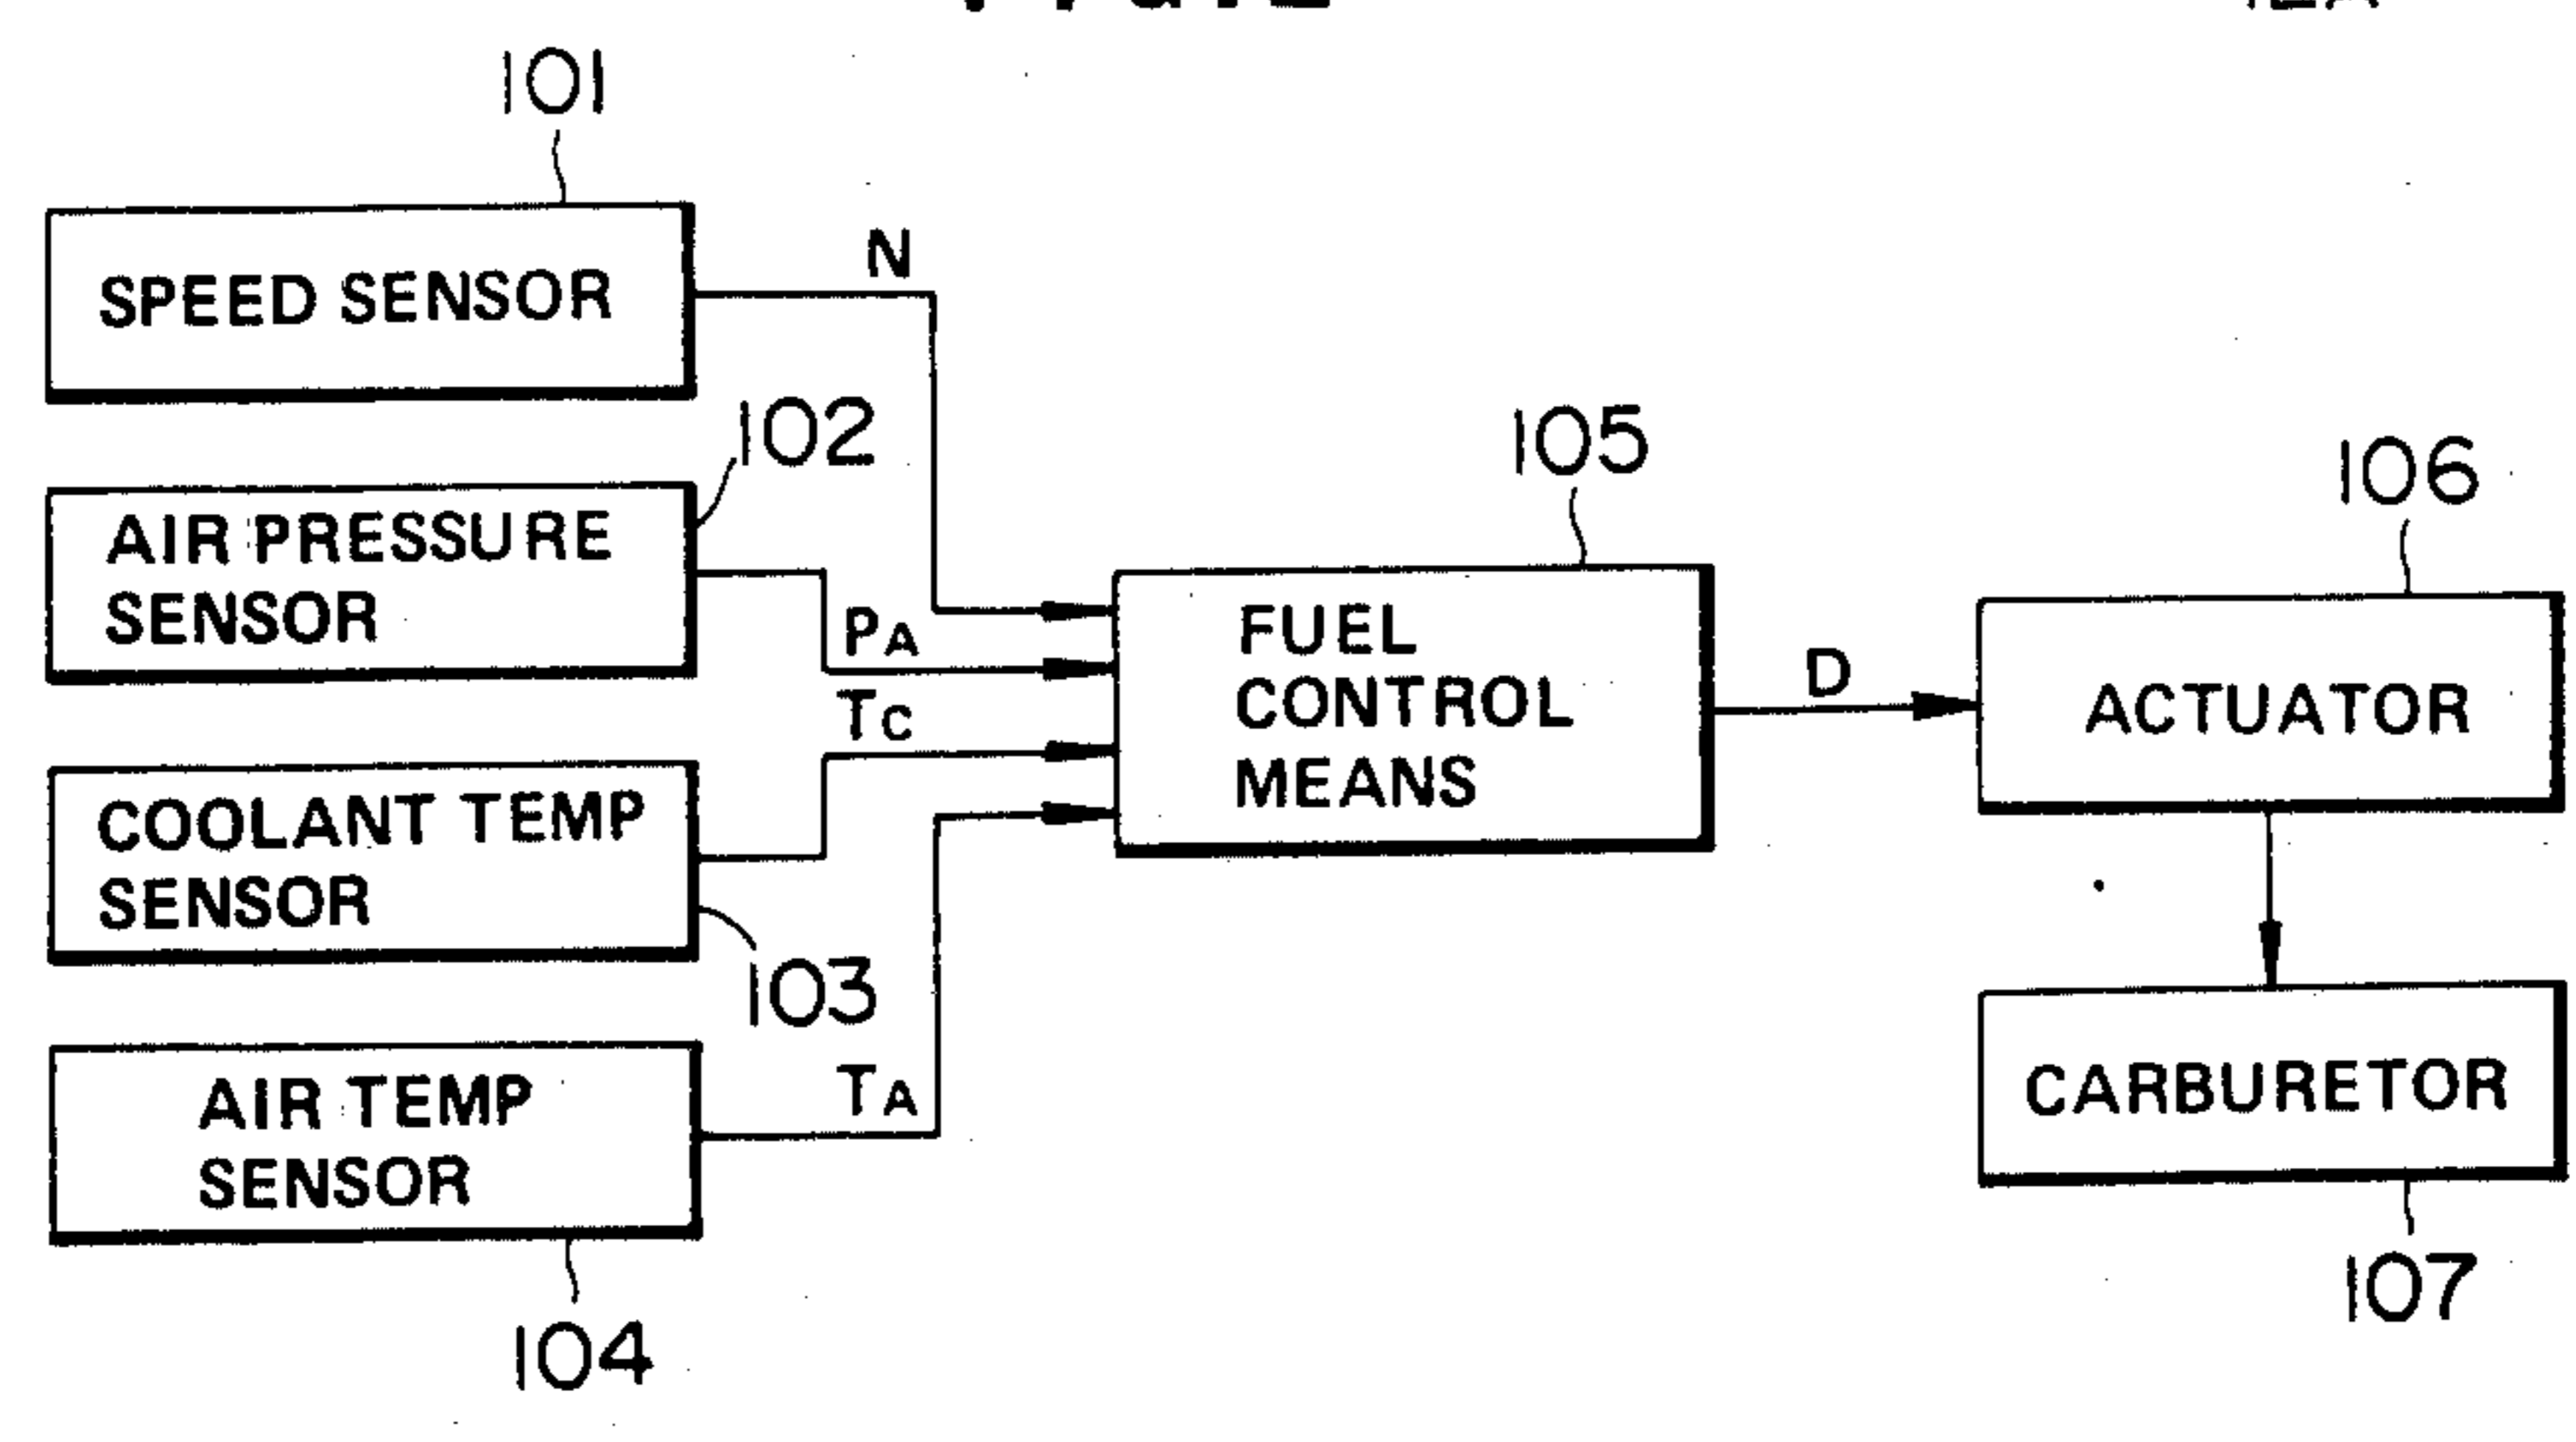 101
SPEED SENSOR
N
102
AIR PRESSURE
SENSOR
PA
TC
COOLANT TEMP
SENSOR
103
AIR TEMP
SENSOR
TA
104
105
FUEL
CONTROL
MEANS
D
106
ACTUATOR
CARBURETOR
107